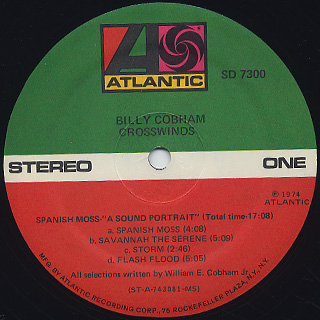 ATLANTIC
SD 7300
BILLY COBHAM
CROSSWINDS
STEREO
ONE
℗ 1974
ATLANTIC
SPANISH MOSS-"A SOUND PORTRAIT" (Total time-17:08)
a. SPANISH MOSS (4:08)
b. SAVANNAH THE SERENE (5:09)
c. STORM (2:46)
d. FLASH FLOOD (5:05)
All selections written by William E. Cobham Jr.
(ST-A-743061-MS)
MFG BY ATLANTIC RECORDING CORP., 75 ROCKEFELLER PLAZA, N.Y., N.Y.